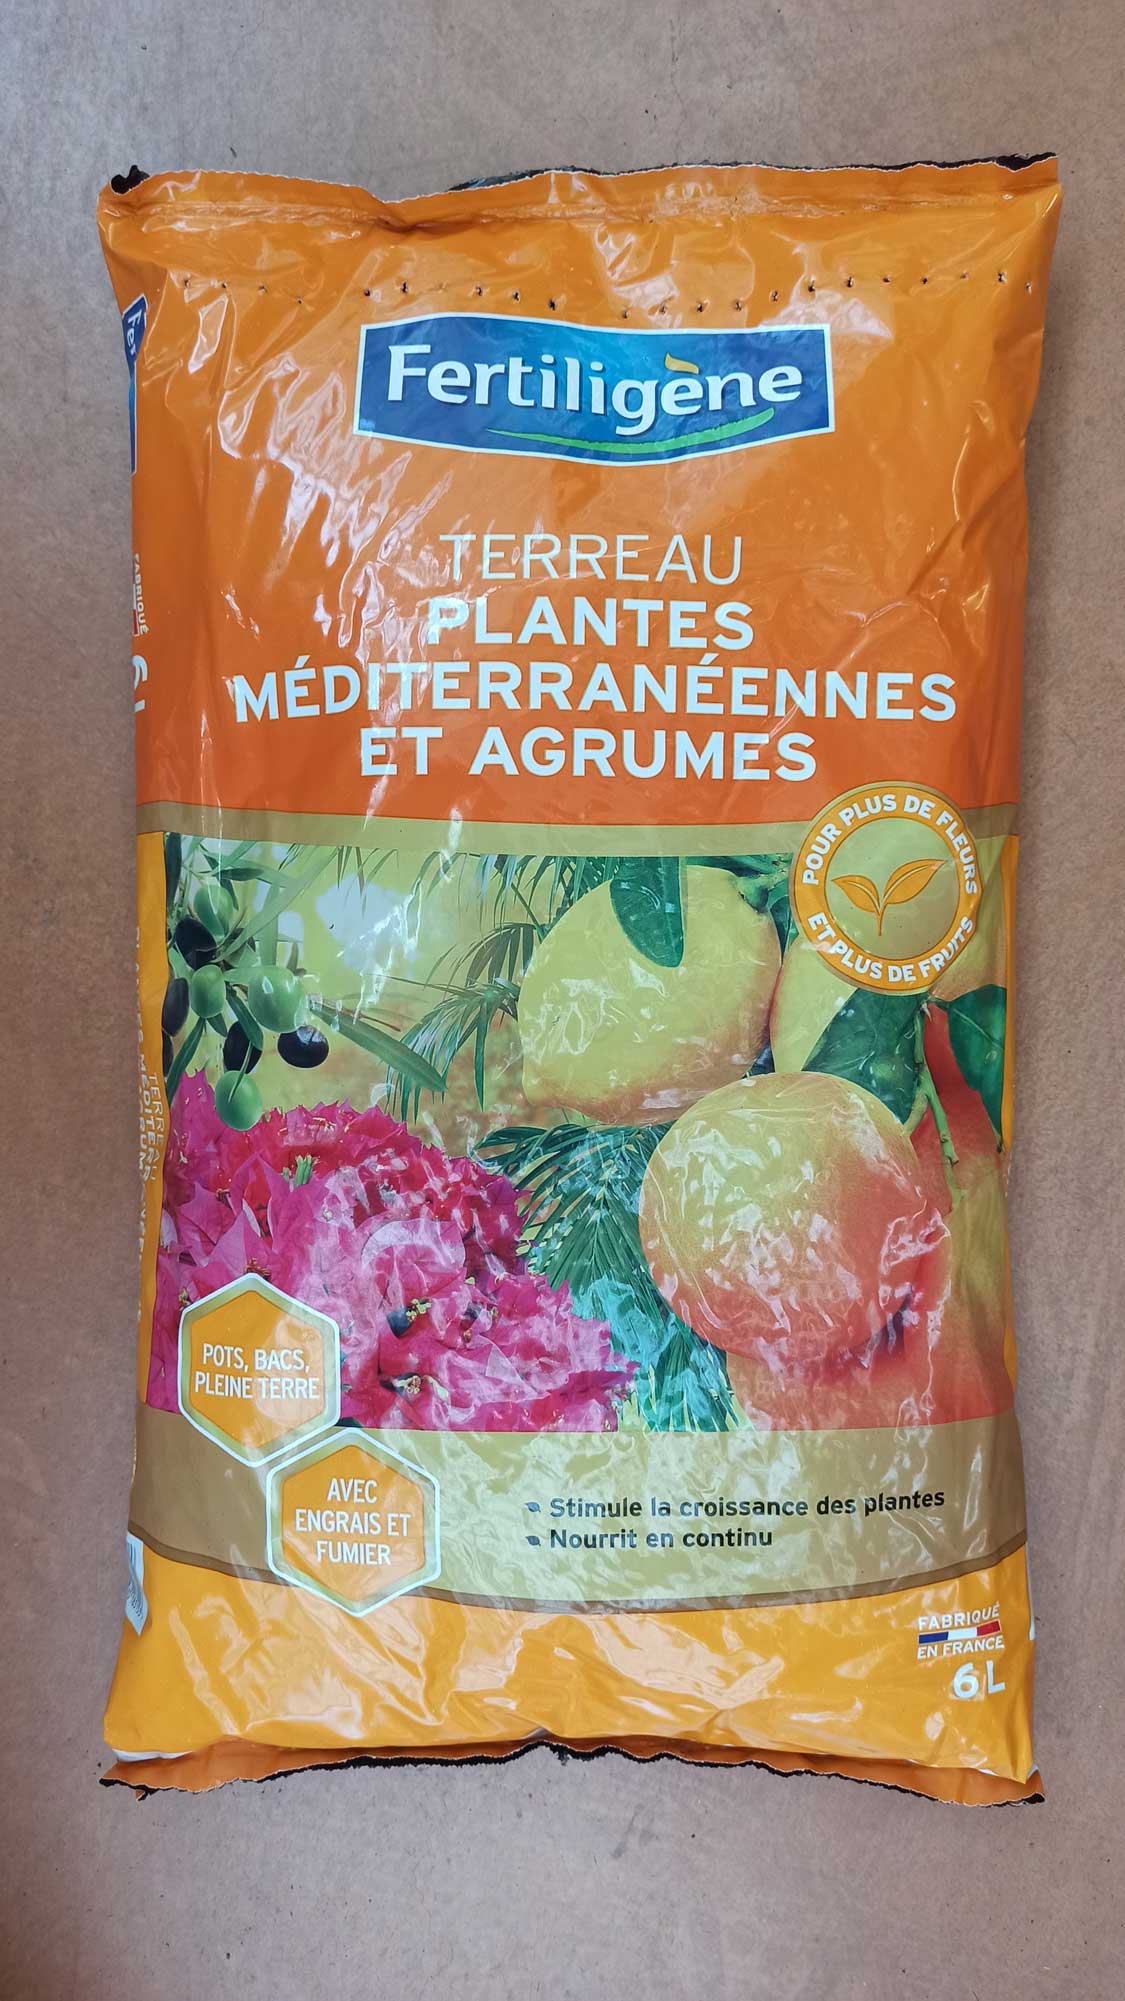 Fertiligène
TERREAU
PLANTES
MÉDITERRANÉENNES
ET AGRUMES
POUR PLUS DE FLEURS
ET PLUS DE FRUITS
POTS, BACS,
PLEINE TERRE
AVEC
ENGRAIS ET
FUMIER
Stimule la croissance des plantes
Nourrit en continu
FABRIQUÉ
EN FRANCE
6 L